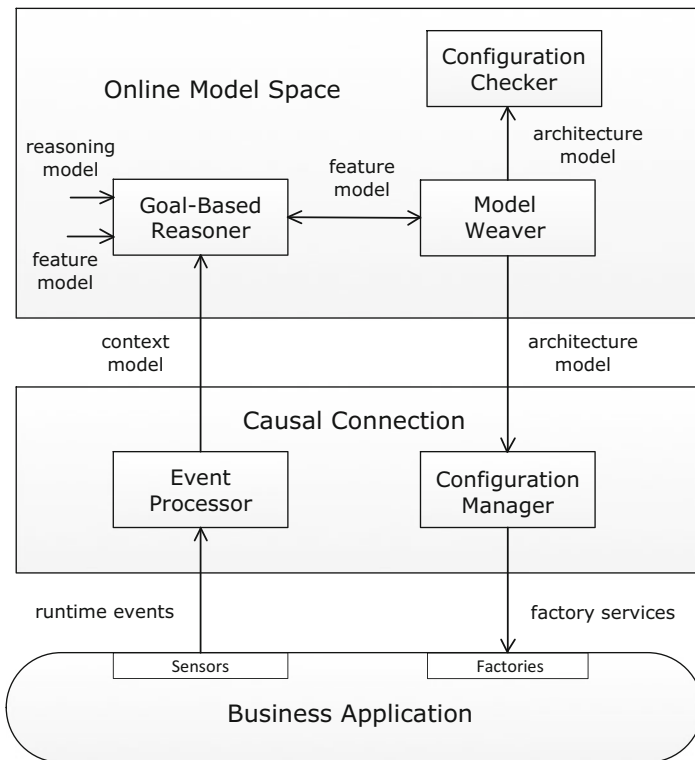 Configuration
Checker
Online Model Space
architecture
model
reasoning
model
feature
model
Goal-Based
Reasoner
Model
Weaver
feature
model
context
model
architecture
model
Causal Connection
Event
Processor
Configuration
Manager
runtime events
factory services
Sensors
Factories
Business Application